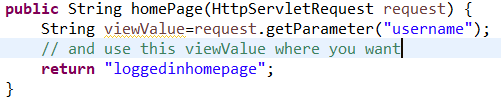 public String homePage(HttpServletRequest request) {
String viewValue=request.getParameter("username");
// and use this viewValue where you want
return "loggedinhomepage";
}